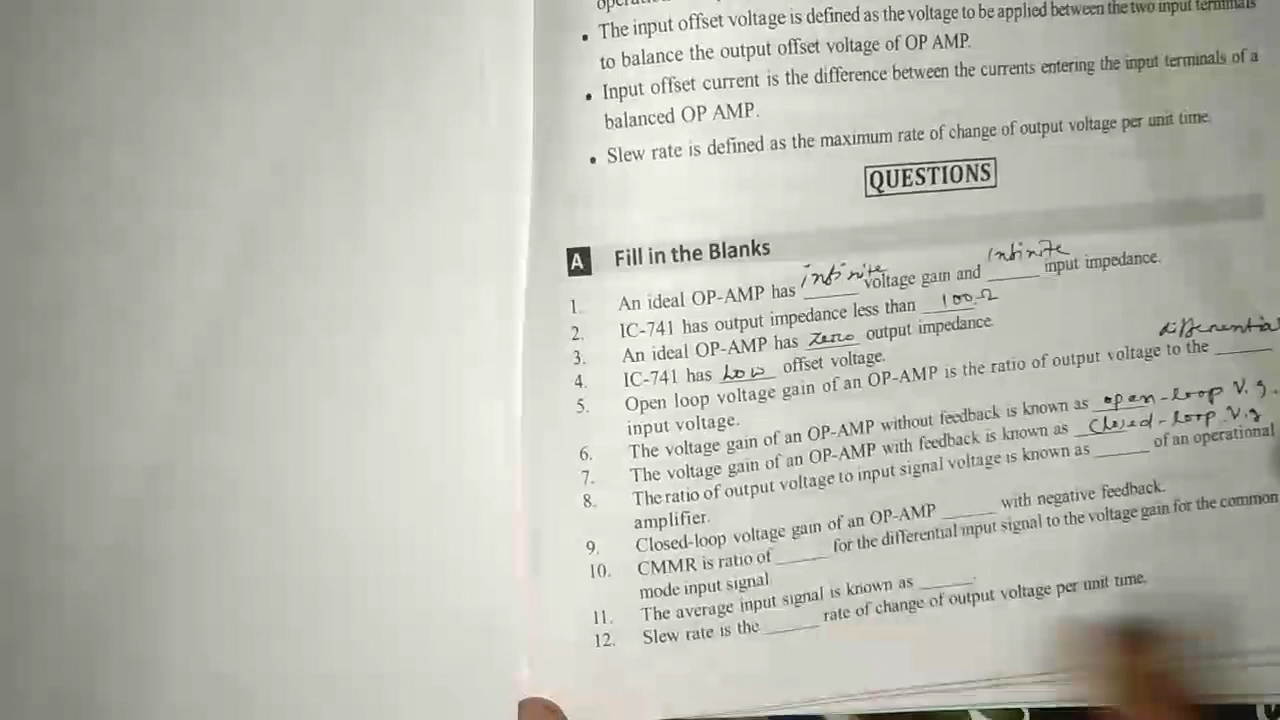 • The input offset voltage is defined as the voltage to be applied between the two input terminals
to balance the output offset voltage of OP AMP.
• Input offset current is the difference between the currents entering the input terminals of a
balanced OP AMP.
• Slew rate is defined as the maximum rate of change of output voltage per unit time.
QUESTIONS
A Fill in the Blanks
1. An ideal OP-AMP has infinite voltage gain and infinite input impedance.
2. IC-741 has output impedance less than 100Ω
3. An ideal OP-AMP has Zero output impedance
4. IC-741 has Low offset voltage.
5. Open loop voltage gain of an OP-AMP is the ratio of output voltage to the differential
input voltage.
6. The voltage gain of an OP-AMP without feedback is known as open-loop V.g.
7. The voltage gain of an OP-AMP with feedback is known as Closed-loop V.g
8. The ratio of output voltage to input signal voltage is known as ______ of an operational
amplifier.
9. Closed-loop voltage gain of an OP-AMP ______ with negative feedback.
10. CMMR is ratio of ______ for the differential input signal to the voltage gain for the common
mode input signal
11. The average input signal is known as ______.
12. Slew rate is the ______ rate of change of output voltage per unit time.